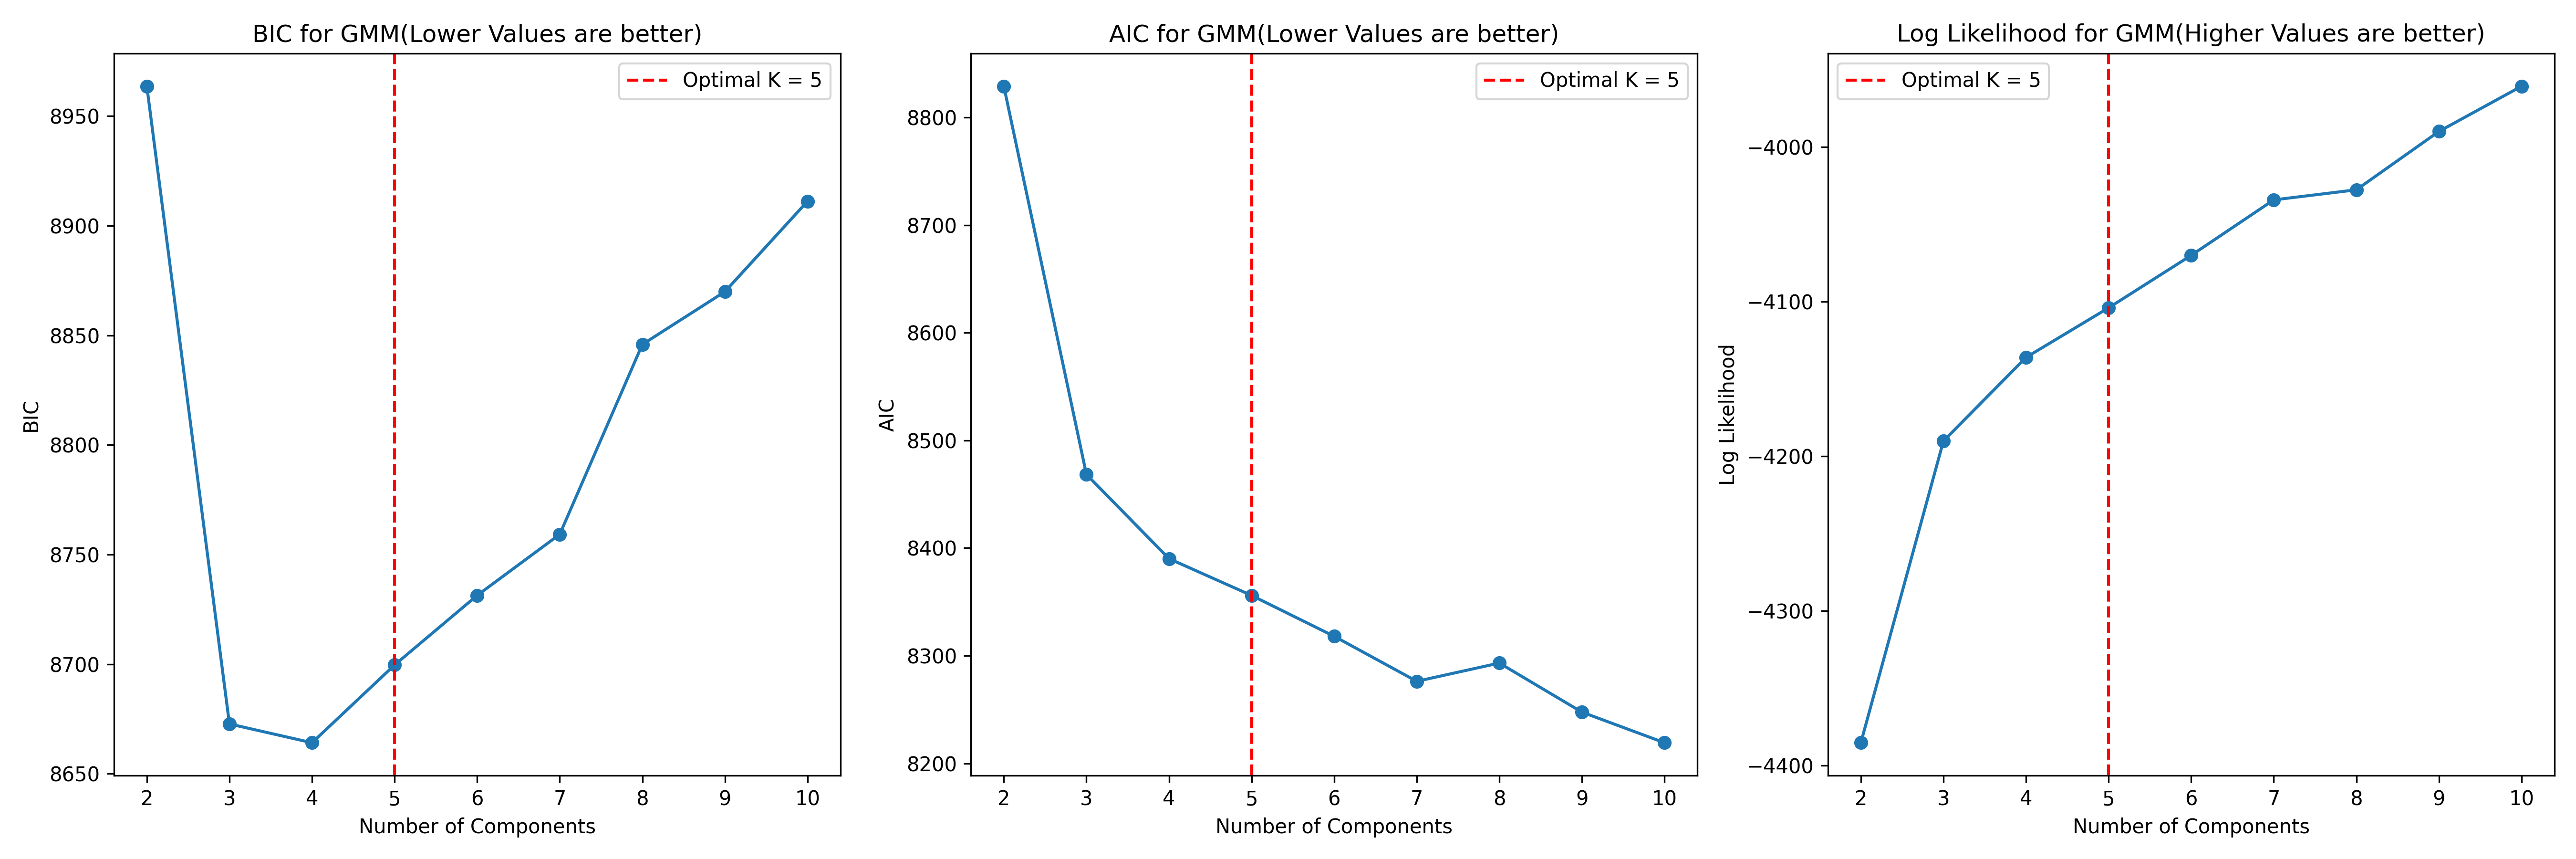 BIC for GMM(Lower Values are better)
Optimal K = 5
BIC
8950
8900
8850
8800
8750
8700
8650
2 3 4 5 6 7 8 9 10
Number of Components
AIC for GMM(Lower Values are better)
Optimal K = 5
AIC
8800
8700
8600
8500
8400
8300
8200
2 3 4 5 6 7 8 9 10
Number of Components
Log Likelihood for GMM(Higher Values are better)
Optimal K = 5
Log Likelihood
−4000
−4100
−4200
−4300
−4400
2 3 4 5 6 7 8 9 10
Number of Components